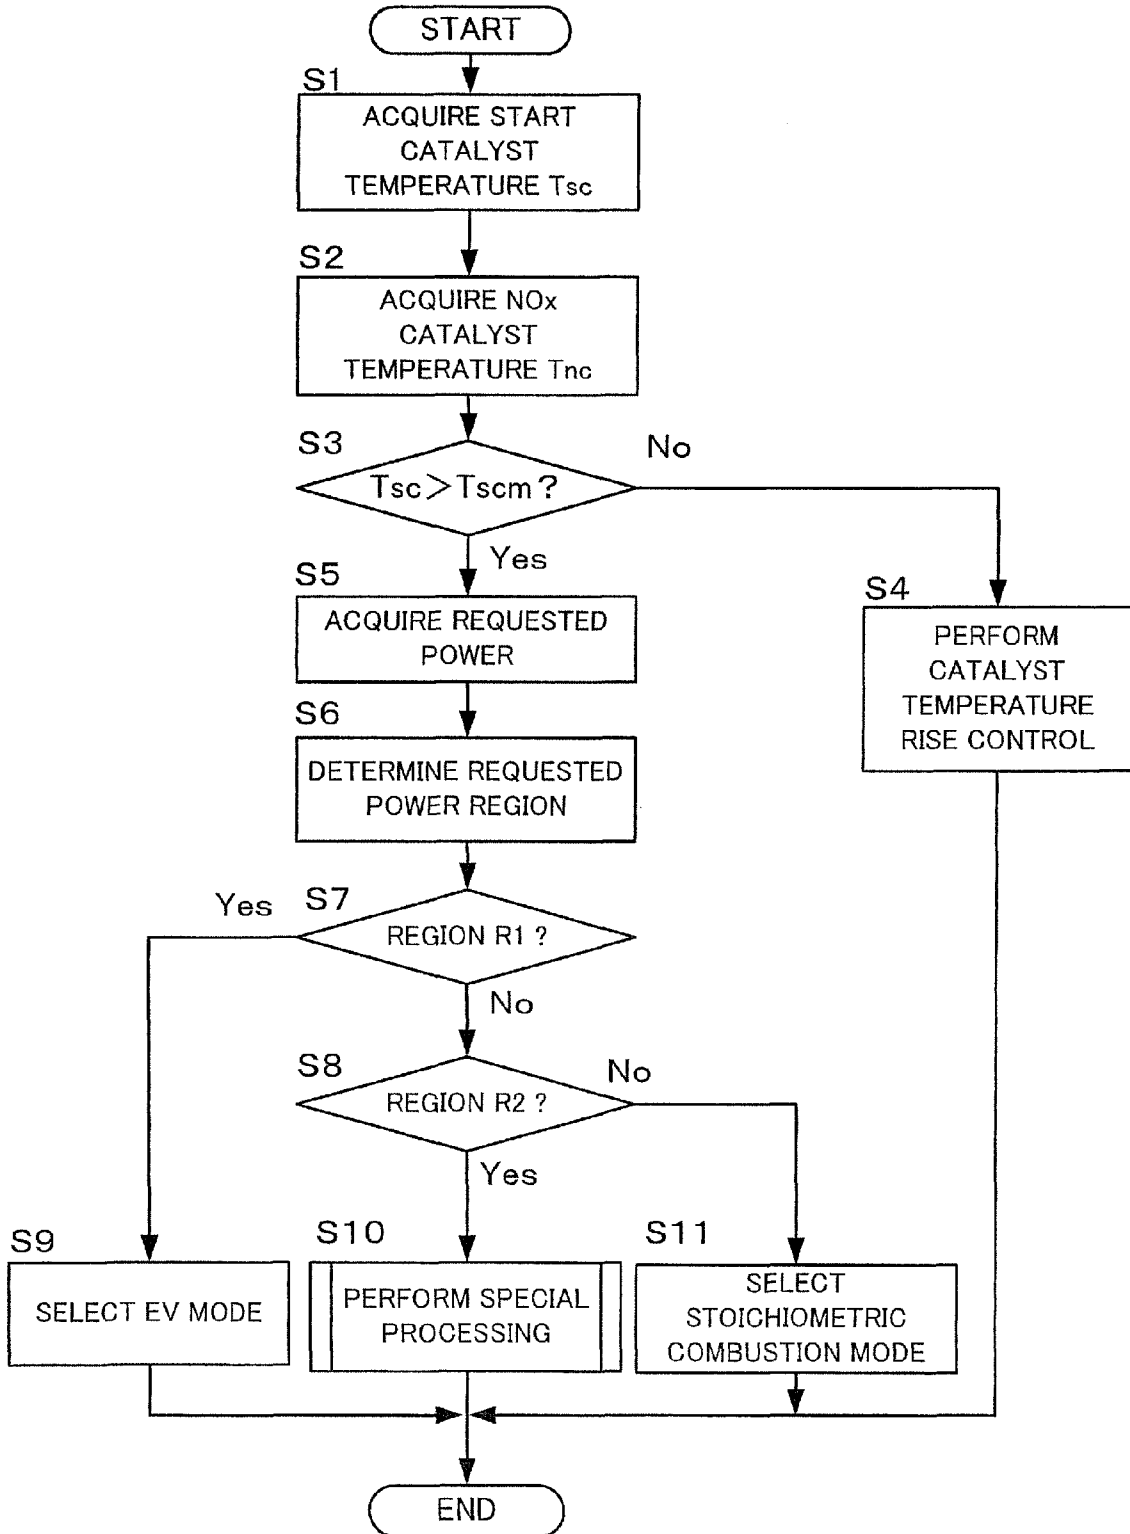 START
S1
ACQUIRE START
CATALYST
TEMPERATURE Tsc
S2
ACQUIRE NOx
CATALYST
TEMPERATURE Tnc
S3
Tsc>Tscm?
No
Yes
S5
ACQUIRE REQUESTED
POWER
S4
PERFORM
CATALYST
TEMPERATURE
RISE CONTROL
S6
DETERMINE REQUESTED
POWER REGION
S7
Yes
REGION R1 ?
No
S8
No
REGION R2 ?
Yes
S9
SELECT EV MODE
S10
PERFORM SPECIAL
PROCESSING
S11
SELECT
STOICHIOMETRIC
COMBUSTION MODE
END